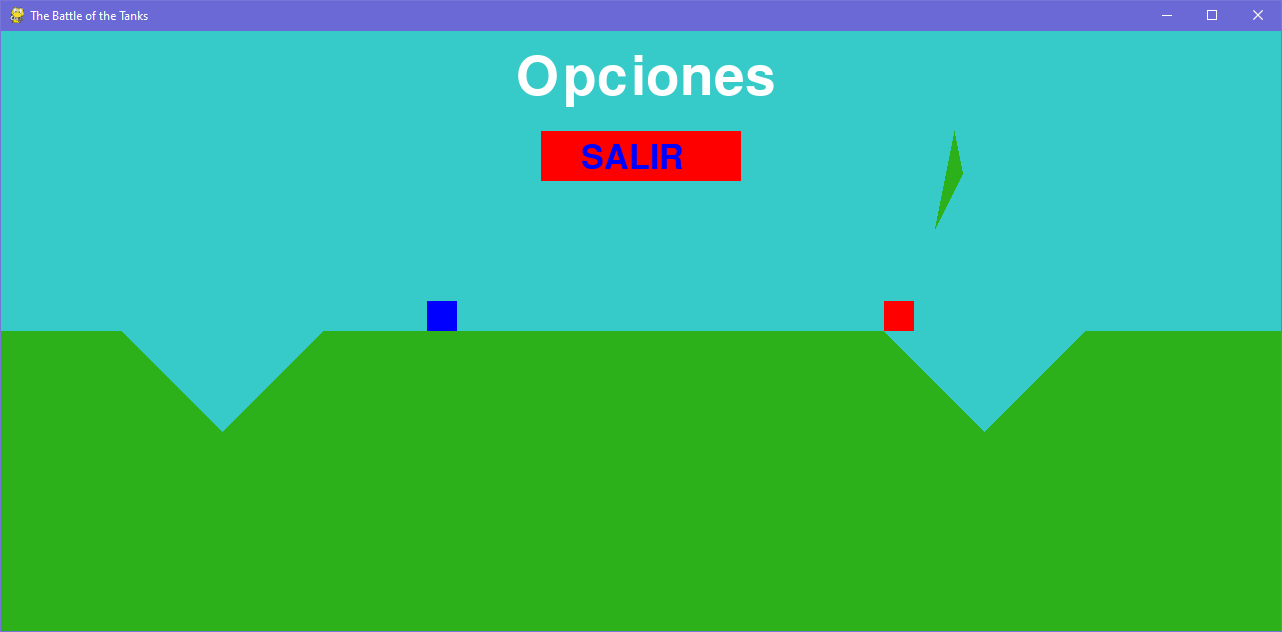 The Battle of the Tanks
Opciones
SALIR